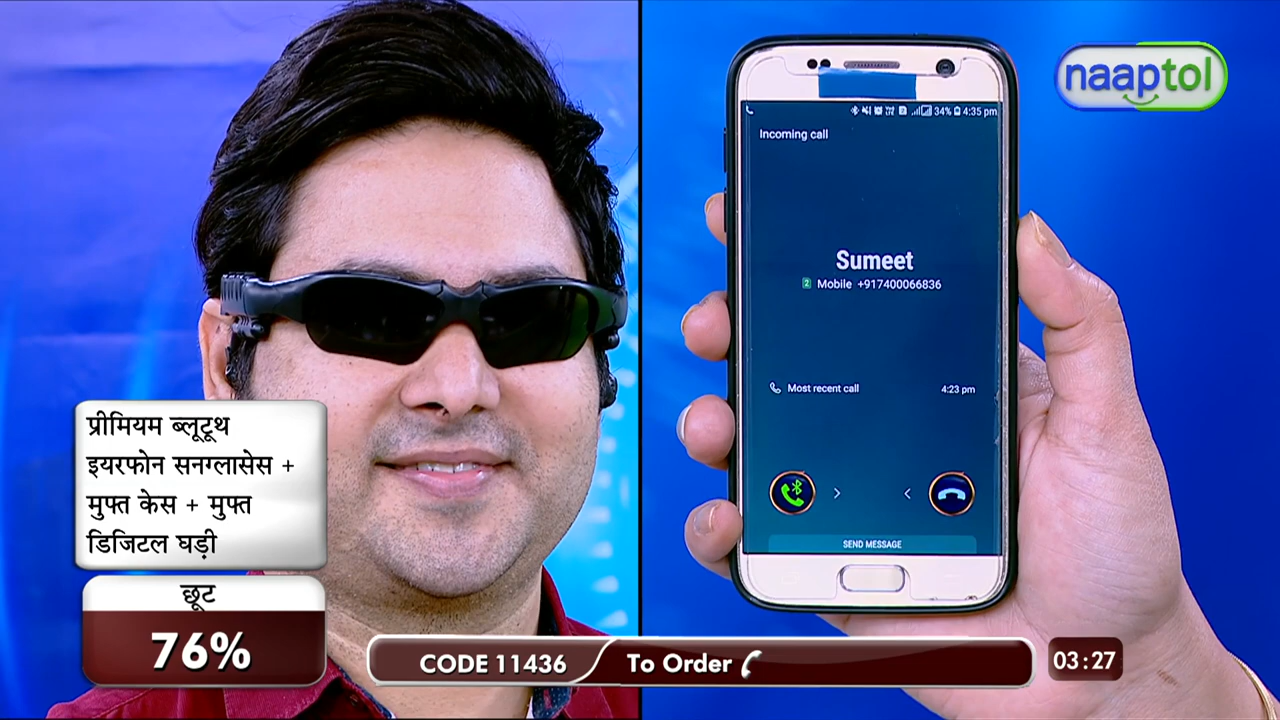 naaptol
34% 4:35 pm
Incoming call
Sumeet
2 Mobile +917400066836
Most recent call 4:23 pm
SEND MESSAGE
प्रीमियम ब्लूटूथ
इयरफोन सनग्लासेस +
मुफ्त केस + मुफ्त
डिजिटल घड़ी
छूट
76%
CODE 11436 To Order
03:27